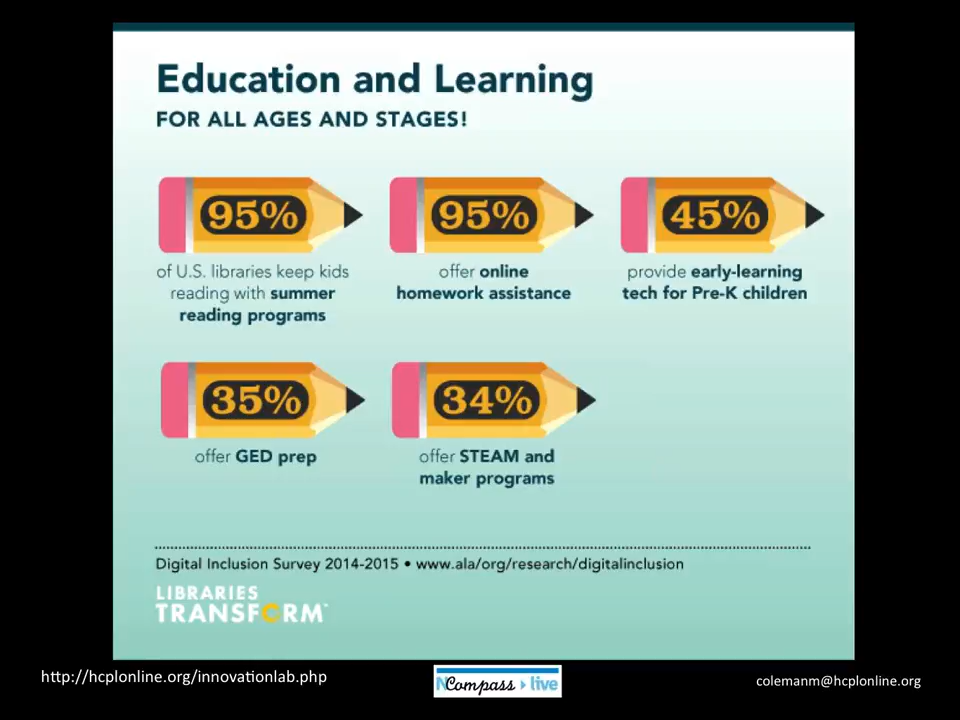 Education and Learning
FOR ALL AGES AND STAGES!
95%
of U.S. libraries keep kids
reading with summer
reading programs
95%
offer online
homework assistance
45%
provide early-learning
tech for Pre-K children
35%
offer GED prep
34%
offer STEAM and
maker programs
Digital Inclusion Survey 2014-2015 • www.ala/org/research/digitalinclusion
LIBRARIES
TRANSFORM™
http://hcplonline.org/innovationlab.php
NCompass live
colemanm@hcplonline.org